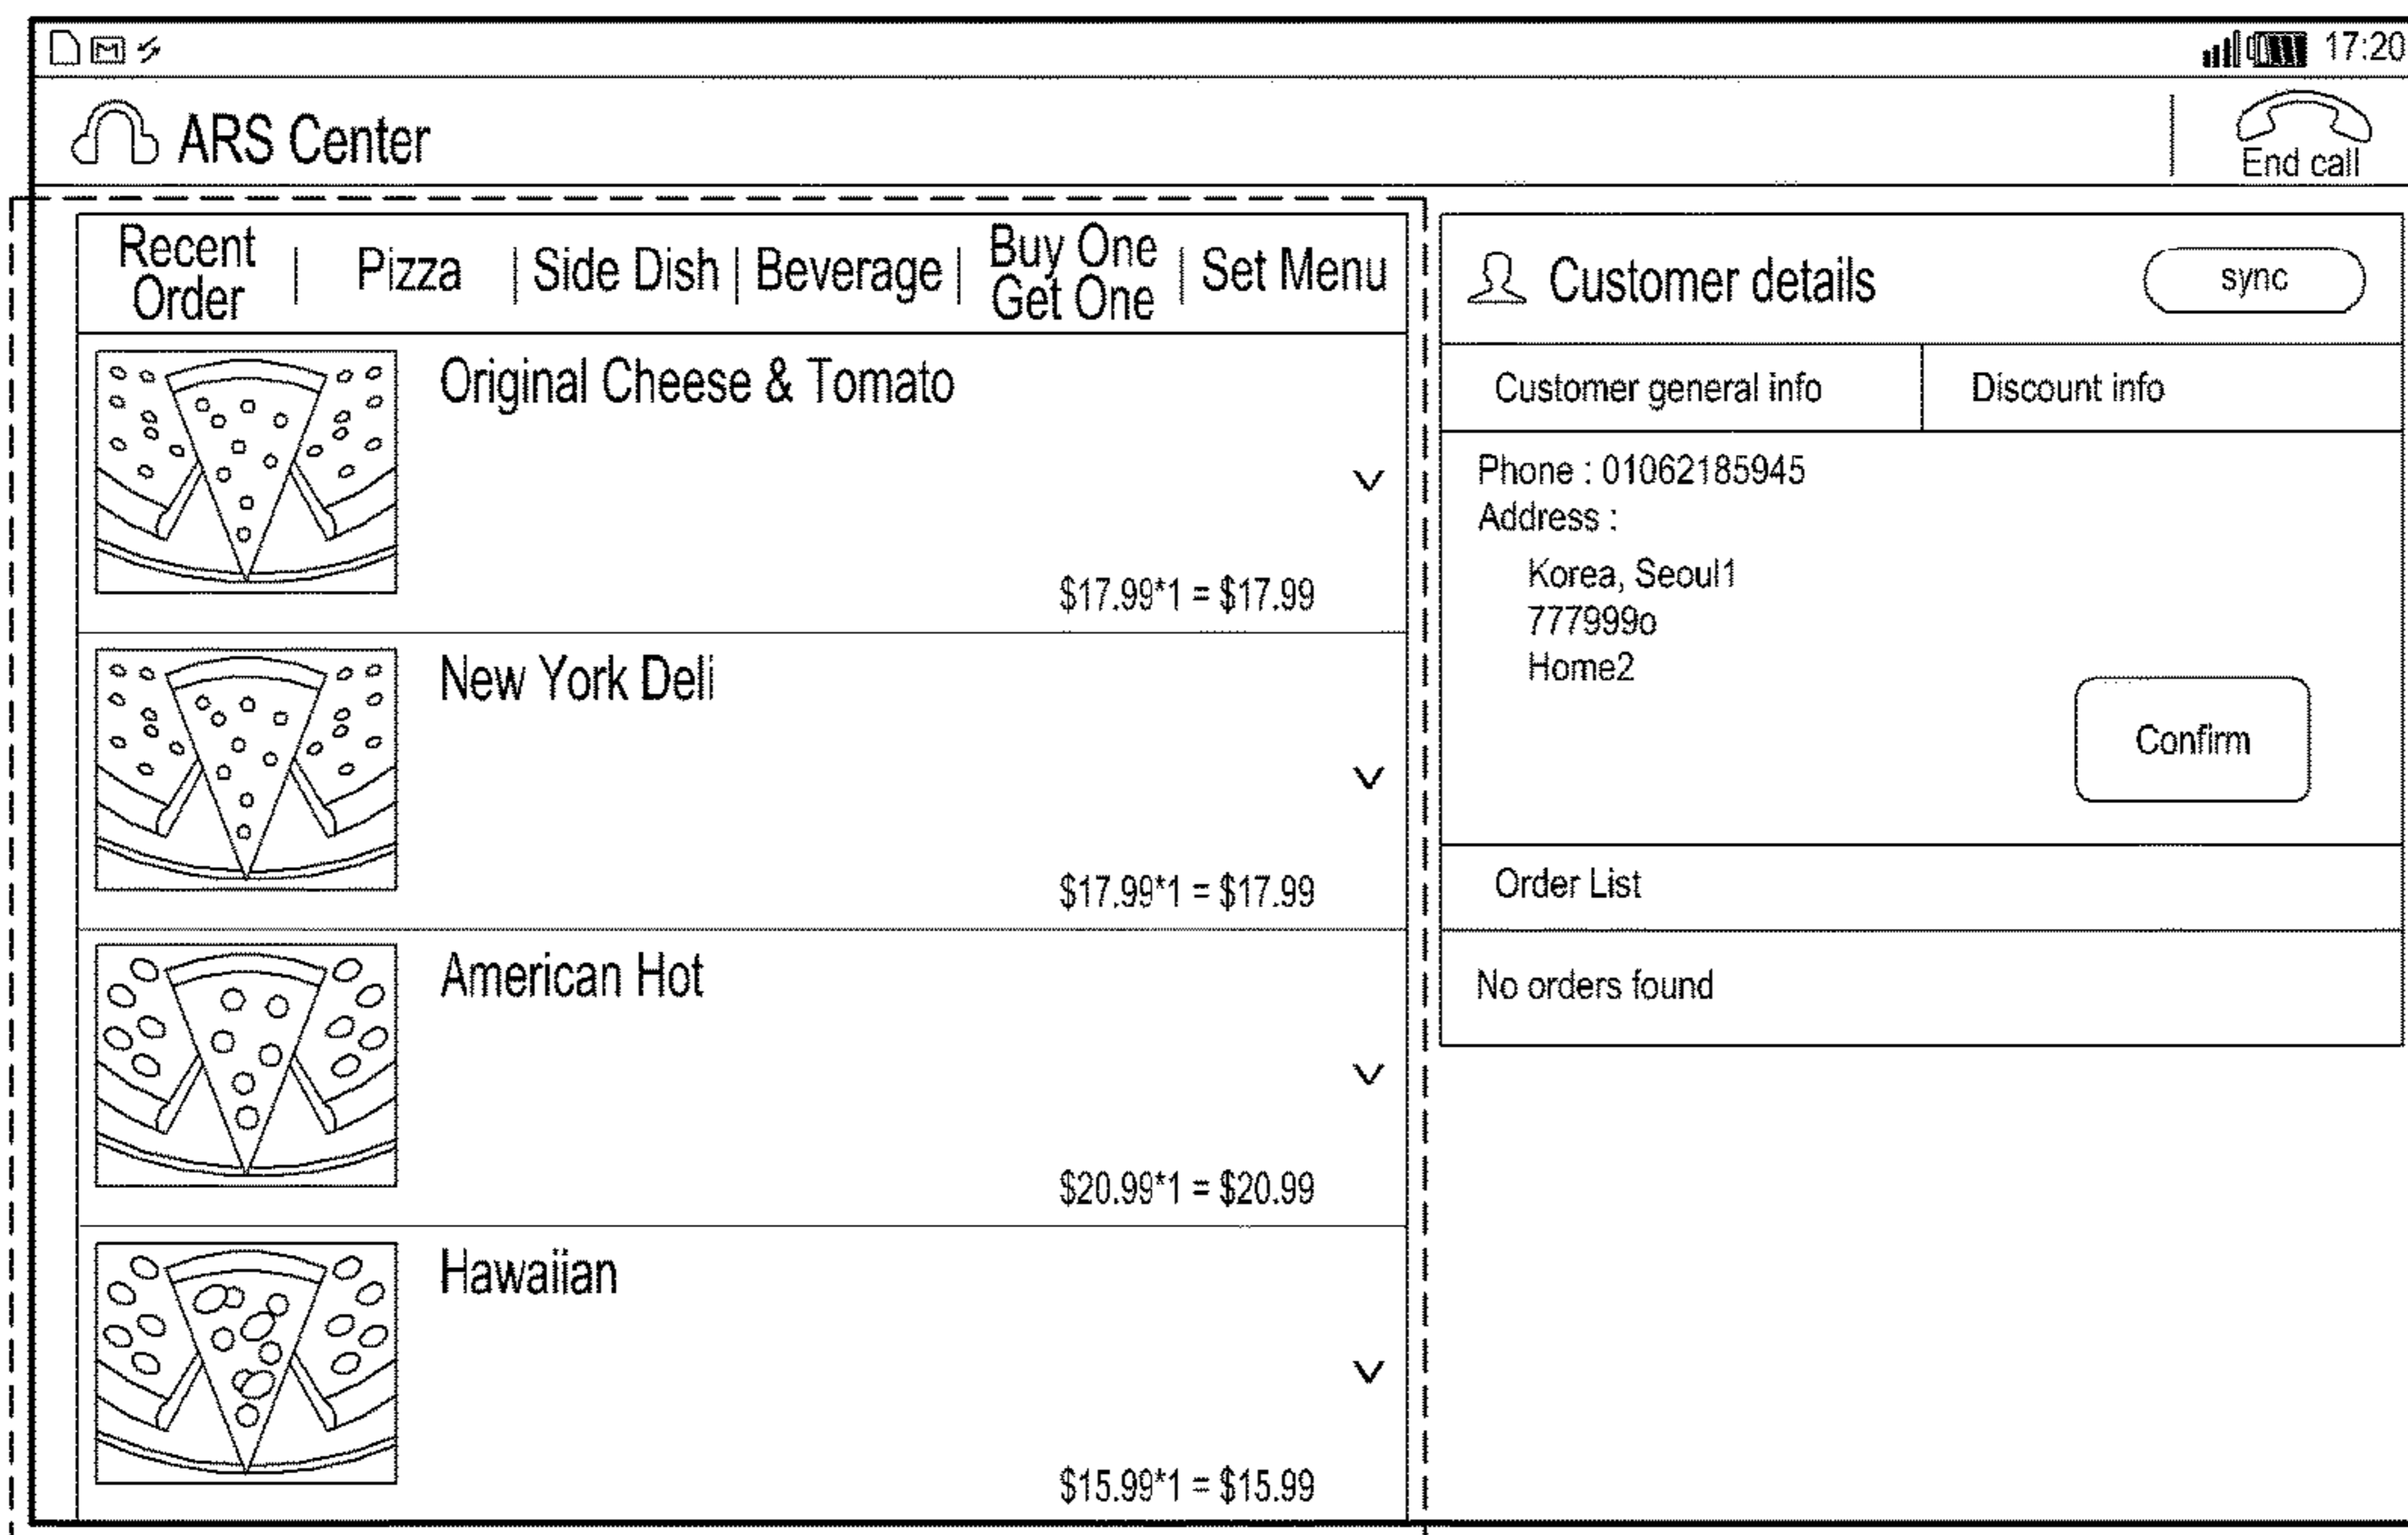 17:20
ARS Center
End call
Recent Order | Pizza | Side Dish | Beverage | Buy One Get One | Set Menu
Original Cheese & Tomato
$17.99*1 = $17.99
New York Deli
$17.99*1 = $17.99
American Hot
$20.99*1 = $20.99
Hawaiian
$15.99*1 = $15.99
Customer details
sync
Customer general info
Discount info
Phone : 01062185945
Address :
Korea, Seoul1
777999o
Home2
Confirm
Order List
No orders found